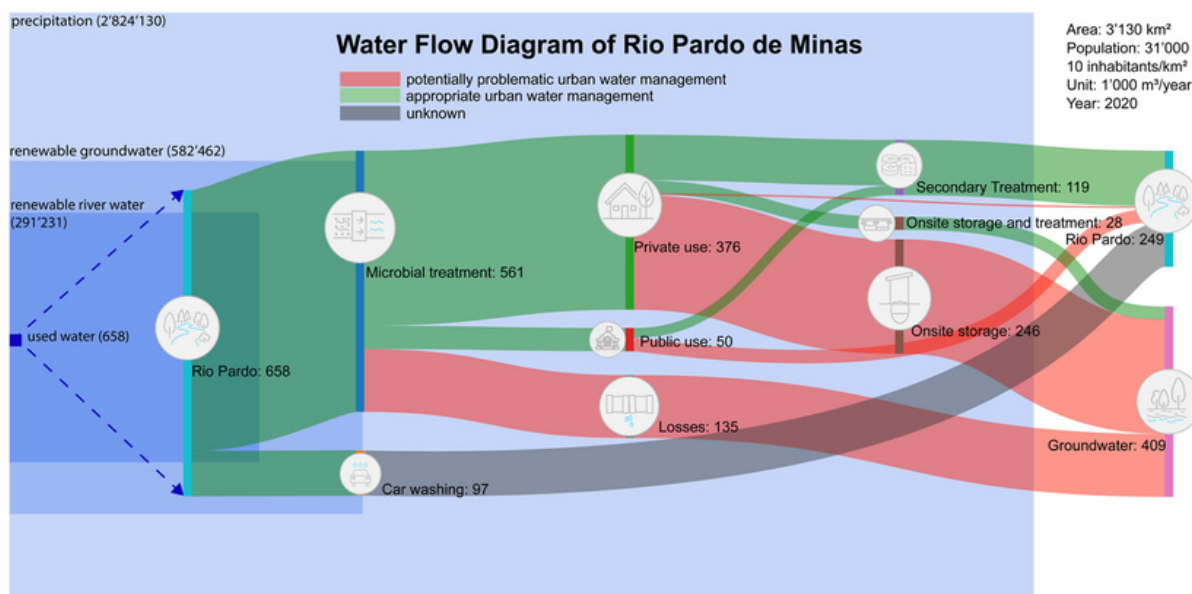 precipitation (2’824’130)
Water Flow Diagram of Rio Pardo de Minas
potentially problematic urban water management
appropriate urban water management
unknown
Area: 3’130 km²
Population: 31’000
10 inhabitants/km²
Unit: 1’000 m³/year
Year: 2020
renewable groundwater (582’462)
renewable river water
(291’231)
used water (658)
Rio Pardo: 658
Microbial treatment: 561
Car washing: 97
Private use: 376
Public use: 50
Losses: 135
Secondary Treatment: 119
Onsite storage and treatment: 28
Onsite storage: 246
Rio Pardo: 249
Groundwater: 409